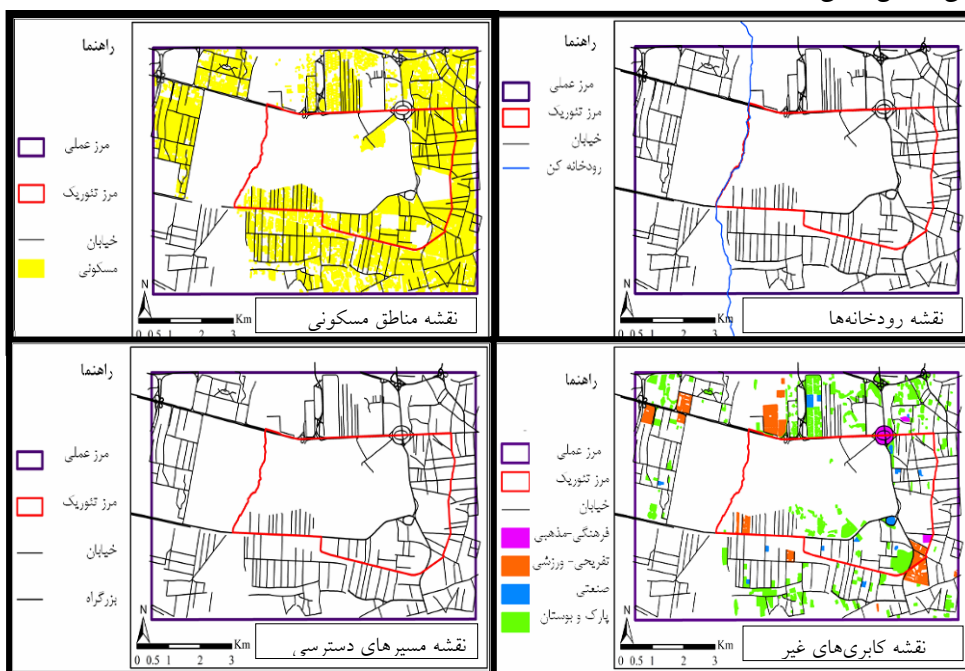 راهنما
مرز عملی
مرز تئوریک
خیابان
رودخانه کن
N
Km
0 0.5 1 2 3
نقشه رودخانه‌ها
راهنما
مرز عملی
مرز تئوریک
خیابان
مسکونی
N
Km
0 0.5 1 2 3
نقشه مناطق مسکونی
راهنما
مرز عملی
مرز تئوریک
خیابان
فرهنگی-مذهبی
تفریحی- ورزشی
صنعتی
پارک و بوستان
N
Km
0 0.5 1 2 3
نقشه کابری‌های غیر
راهنما
مرز عملی
مرز تئوریک
خیابان
بزرگراه
N
Km
0 0.5 1 2 3
نقشه مسیرهای دسترسی